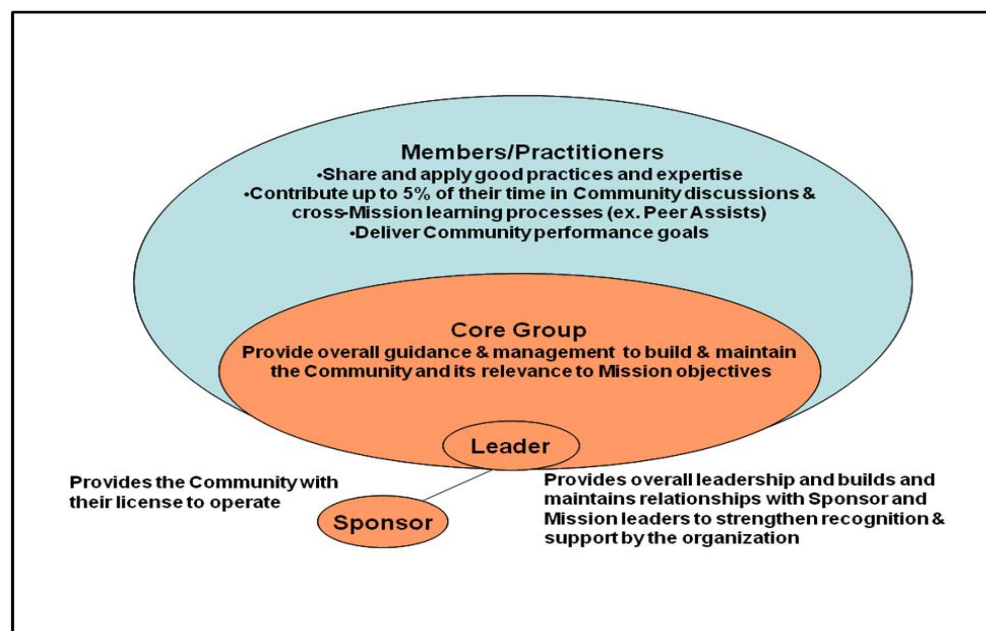 Members/Practitioners
•Share and apply good practices and expertise
•Contribute up to 5% of their time in Community discussions &
cross-Mission learning processes (ex. Peer Assists)
•Deliver Community performance goals
Core Group
Provide overall guidance & management to build & maintain
the Community and its relevance to Mission objectives
Leader
Provides the Community with
their license to operate
Sponsor
Provides overall leadership and builds and
maintains relationships with Sponsor and
Mission leaders to strengthen recognition &
support by the organization